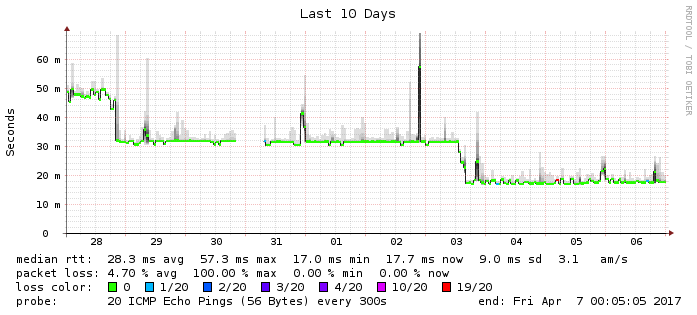 Last 10 Days
RRDTOOL / TOBI OETIKER
Seconds
60 m
50 m
40 m
30 m
20 m
10 m
0
28 29 30 31 01 02 03 04 05 06
median rtt: 28.3 ms avg 57.3 ms max 17.0 ms min 17.7 ms now 9.0 ms sd 3.1 am/s
packet loss: 4.70 % avg 100.00 % max 0.00 % min 0.00 % now
loss color: 0 1/20 2/20 3/20 4/20 10/20 19/20
probe: 20 ICMP Echo Pings (56 Bytes) every 300s end: Fri Apr 7 00:05:05 2017